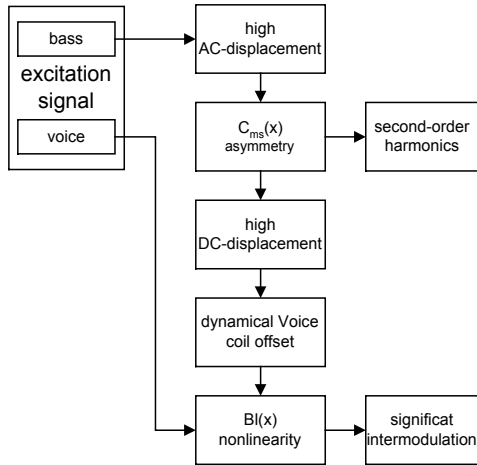 bass
excitation
signal
voice
high
AC-displacement
Cms(x)
asymmetry
second-order
harmonics
high
DC-displacement
dynamical Voice
coil offset
Bl(x)
nonlinearity
significat
intermodulation